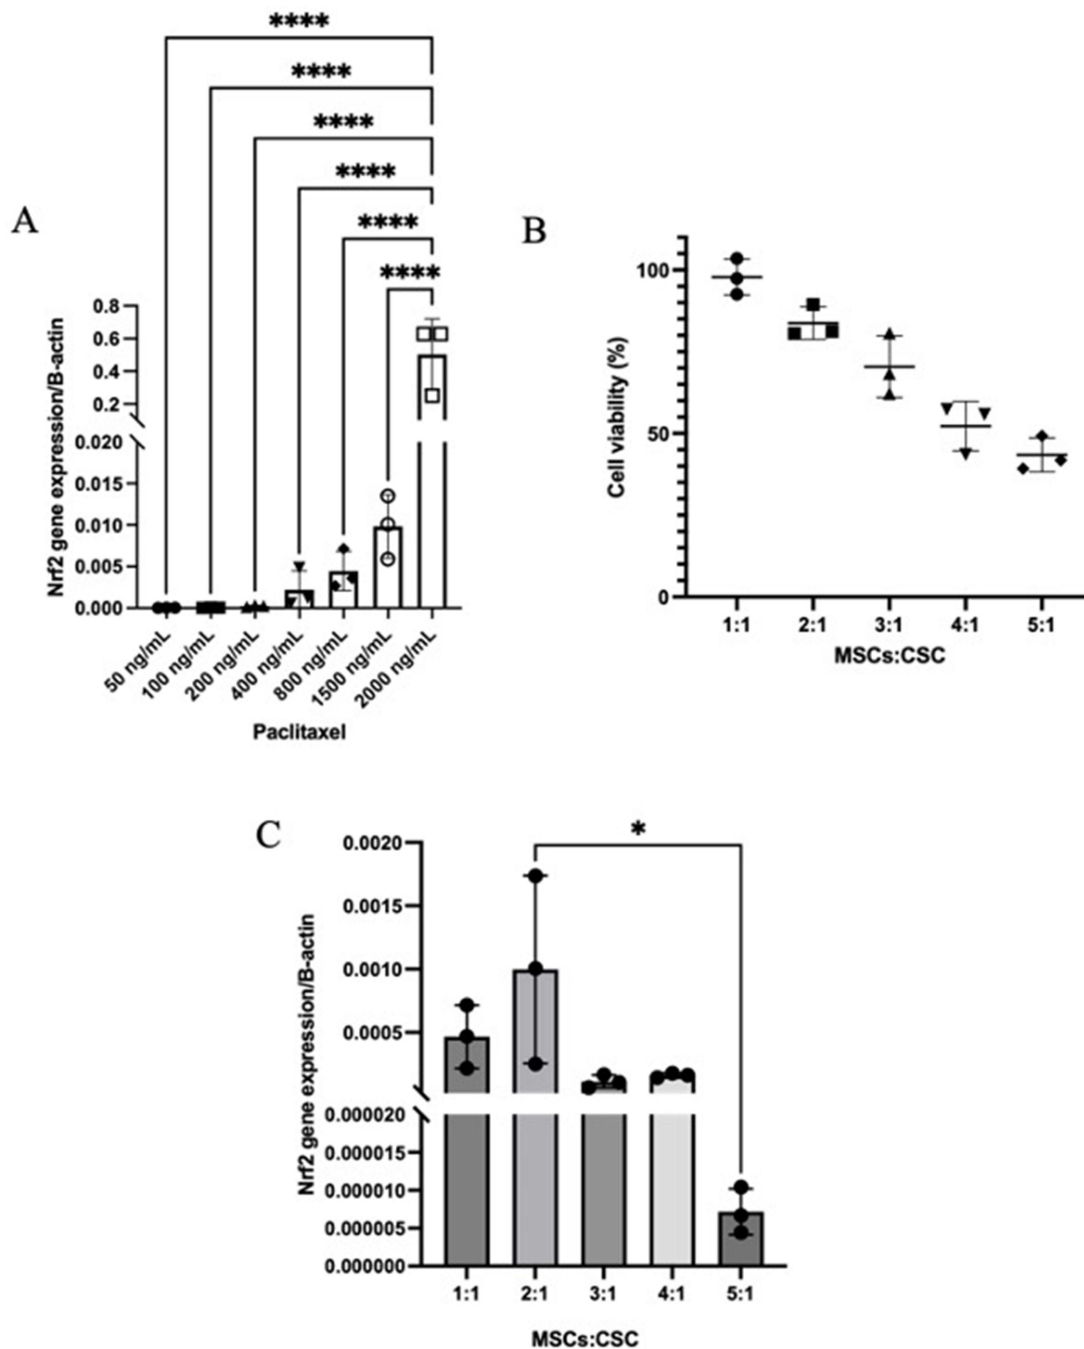 A
****
****
****
****
****
****
Nrf2 gene expression/B-actin
0.8
0.6
0.4
0.2
0.020
0.015
0.010
0.005
0.000
50 ng/mL
100 ng/mL
200 ng/mL
400 ng/mL
800 ng/mL
1500 ng/mL
2000 ng/mL
Paclitaxel
B
Cell viability (%)
100
50
0
1:1 2:1 3:1 4:1 5:1
MSCs:CSC
C
*
Nrf2 gene expression/B-actin
0.0020
0.0015
0.0010
0.0005
0.000020
0.000015
0.000010
0.000005
0.000000
1:1 2:1 3:1 4:1 5:1
MSCs:CSC